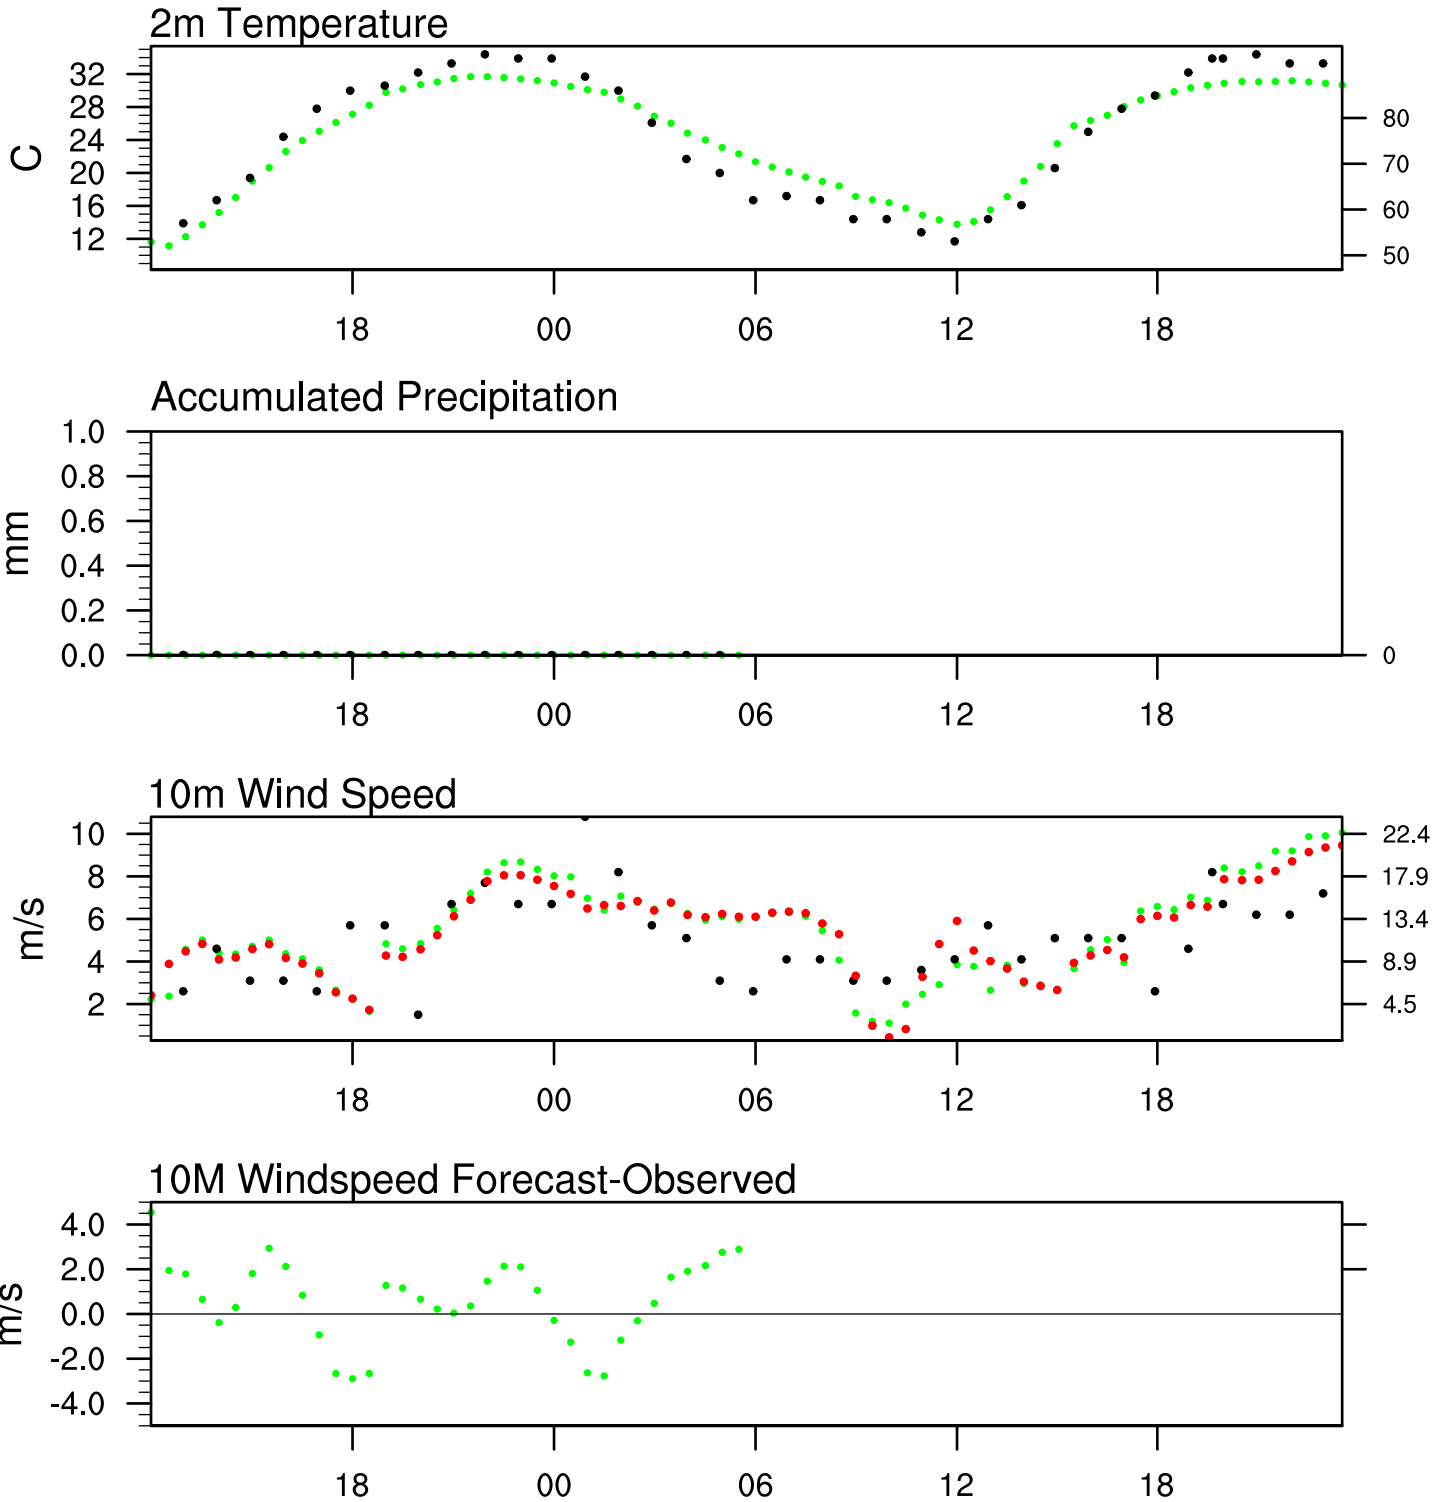 2m Temperature
32
28
24
20
16
12
C
80
70
60
50
18 00 06 12 18
Accumulated Precipitation
1.0
0.8
0.6
0.4
0.2
0.0
mm
0
18 00 06 12 18
10m Wind Speed
10
8
6
4
2
m/s
22.4
17.9
13.4
8.9
4.5
18 00 06 12 18
10M Windspeed Forecast-Observed
4.0
2.0
0.0
-2.0
-4.0
m/s
18 00 06 12 18